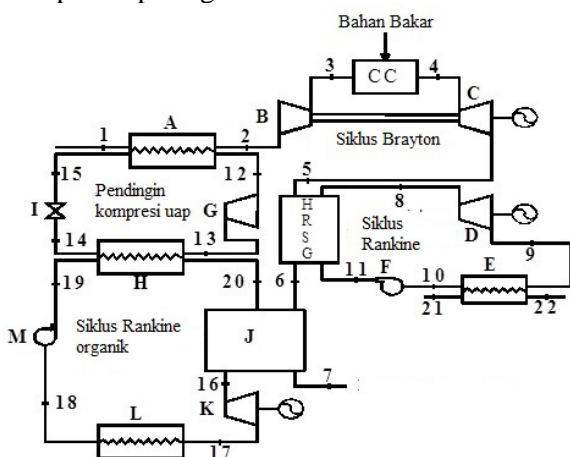 Bahan Bakar
3
CC
4
C
B
1
A
2
Siklus Brayton
15
12
5
8
Pendingin
kompresi uap
I
G
H
R
S
G
Siklus
Rankine
D
14
13
9
19
H
20
6
11
F
10
E
21
22
M
Siklus Rankine
organik
J
16
7
18
L
K
17